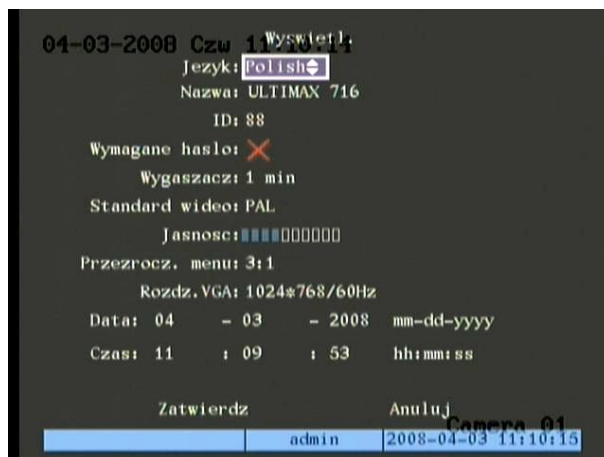 Wyswietl.
04-03-2008 Czw 11:10:14
Jezyk: Polish
Nazwa: ULTIMAX 716
ID: 88
Wymagane haslo:
Wygaszacz: 1 min
Standard wideo: PAL
Jasnosc:
Przezrocz. menu: 3:1
Rozdz.VGA: 1024*768/60Hz
Data: 04 - 03 - 2008 mm-dd-yyyy
Czas: 11 : 09 : 53 hh:mm:ss
Zatwierdz Anuluj
Camera 01
admin 2008-04-03 11:10:15